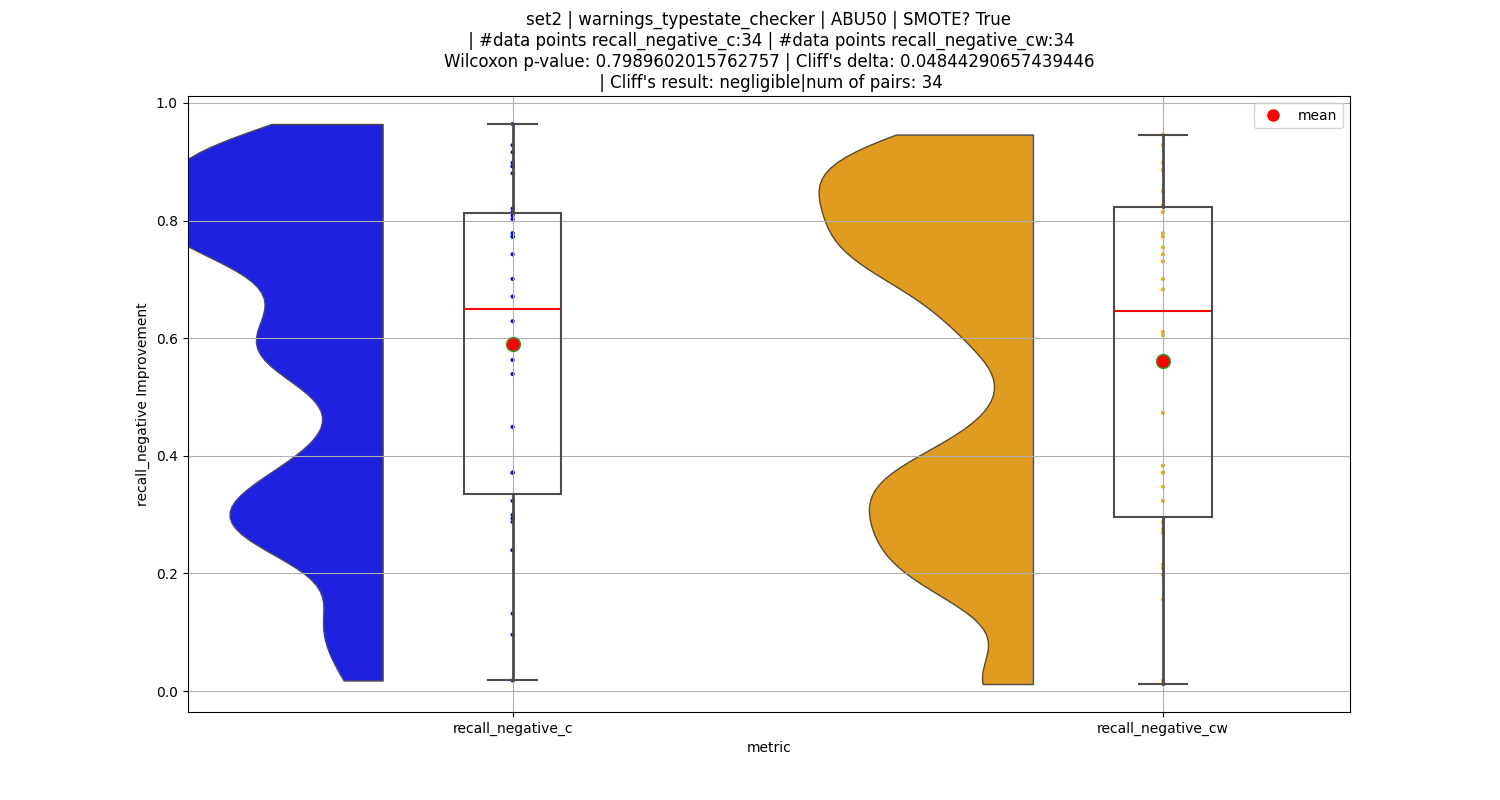 set2 | warnings_typestate_checker | ABU50 | SMOTE? True
| #data points recall_negative_c:34 | #data points recall_negative_cw:34
Wilcoxon p-value: 0.7989602015762757 | Cliff's delta: 0.04844290657439446
| Cliff's result: negligible|num of pairs: 34
mean
1.0
0.8
0.6
0.4
0.2
0.0
recall_negative Improvement
recall_negative_c
recall_negative_cw
metric